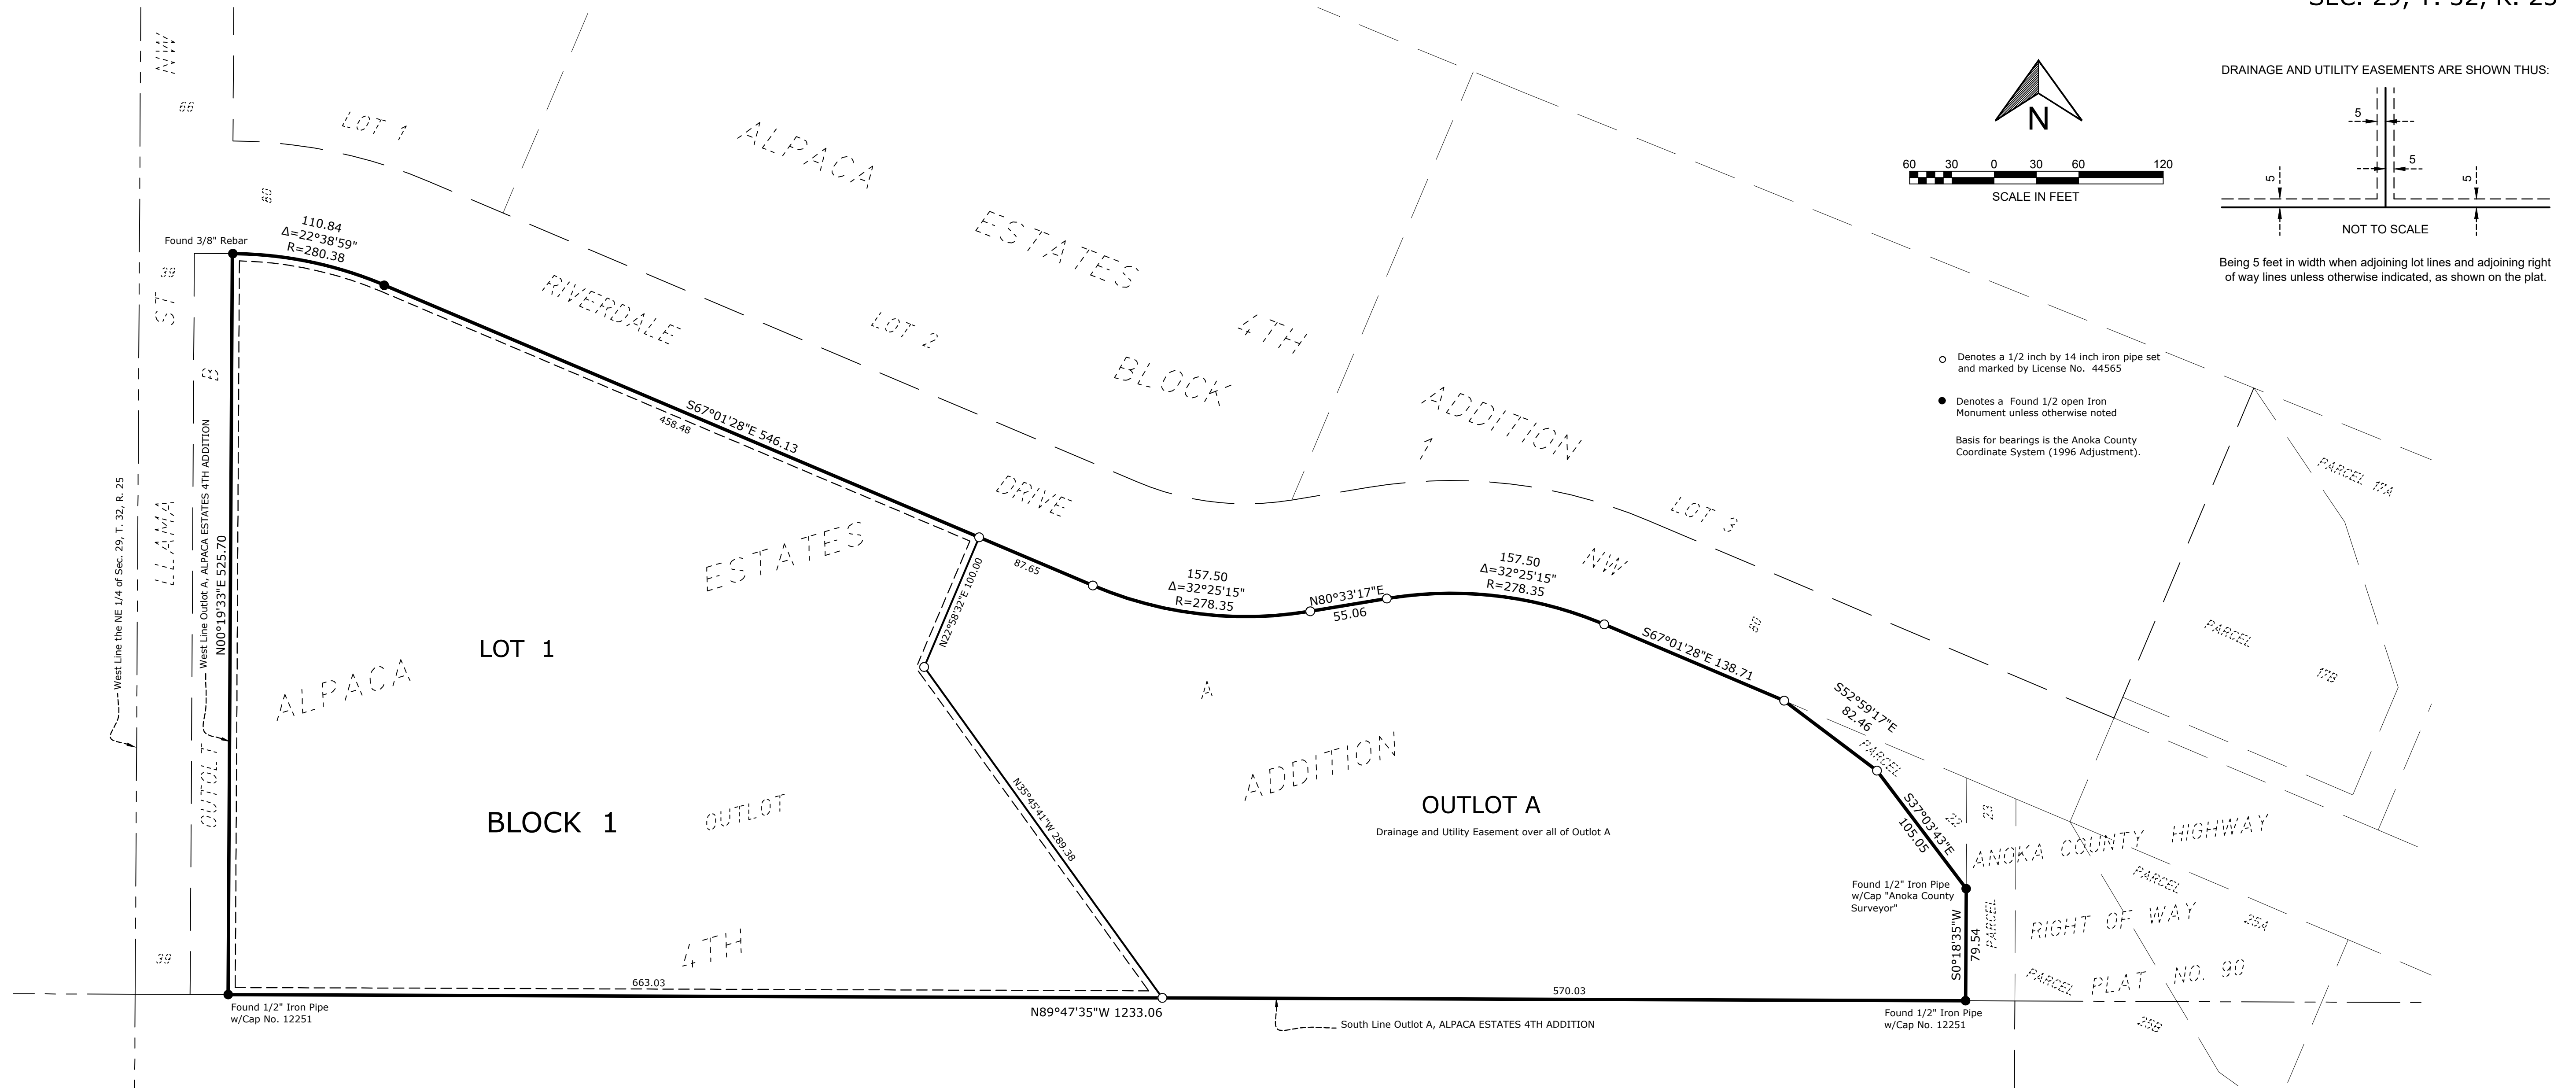 SEC. 29, T. 32, R. 25
DRAINAGE AND UTILITY EASEMENTS ARE SHOWN THUS:
5
5
5
5
NOT TO SCALE
Being 5 feet in width when adjoining lot lines and adjoining right
of way lines unless otherwise indicated, as shown on the plat.
N
60 30 0 30 60 120
SCALE IN FEET
Denotes a 1/2 inch by 14 inch iron pipe set
and marked by License No. 44565
Denotes a Found 1/2 open Iron
Monument unless otherwise noted
Basis for bearings is the Anoka County
Coordinate System (1996 Adjustment).
NW
66
LOT 1
ALPACA
ESTATES
4TH
ADDITION
80
110.84
Δ=22°38'59"
R=280.38
Found 3/8" Rebar
39
ST
B
RIVERDALE
LOT 2
BLOCK
1
S67°01'28"E 546.13
458.48
DRIVE
LOT 3
NW
PARCEL 17A
West Line the NE 1/4 of Sec. 29, T. 32, R. 25
LLAMA
West Line Outlot A, ALPACA ESTATES 4TH ADDITION
N00°19'33"E 525.70
ESTATES
N22°58'32"E 100.00
87.65
157.50
Δ=32°25'15"
R=278.35
N80°33'17"E
55.06
157.50
Δ=32°25'15"
R=278.35
80
S67°01'28"E 138.71
PARCEL
17B
LOT 1
ALPACA
A
S52°59'17"E
82.46
PARCEL
22
OUTLOT
BLOCK 1
OUTLOT
N35°45'41"W 289.38
ADDITION
OUTLOT A
Drainage and Utility Easement over all of Outlot A
S37°03'43"E
105.05
23
ANOKA COUNTY HIGHWAY
PARCEL
25A
Found 1/2" Iron Pipe
w/Cap "Anoka County
Surveyor"
S0°18'35"W
79.54
PARCEL
RIGHT OF WAY
39
4TH
663.03
570.03
PARCEL
PLAT NO. 90
25B
Found 1/2" Iron Pipe
w/Cap No. 12251
N89°47'35"W 1233.06
South Line Outlot A, ALPACA ESTATES 4TH ADDITION
Found 1/2" Iron Pipe
w/Cap No. 12251